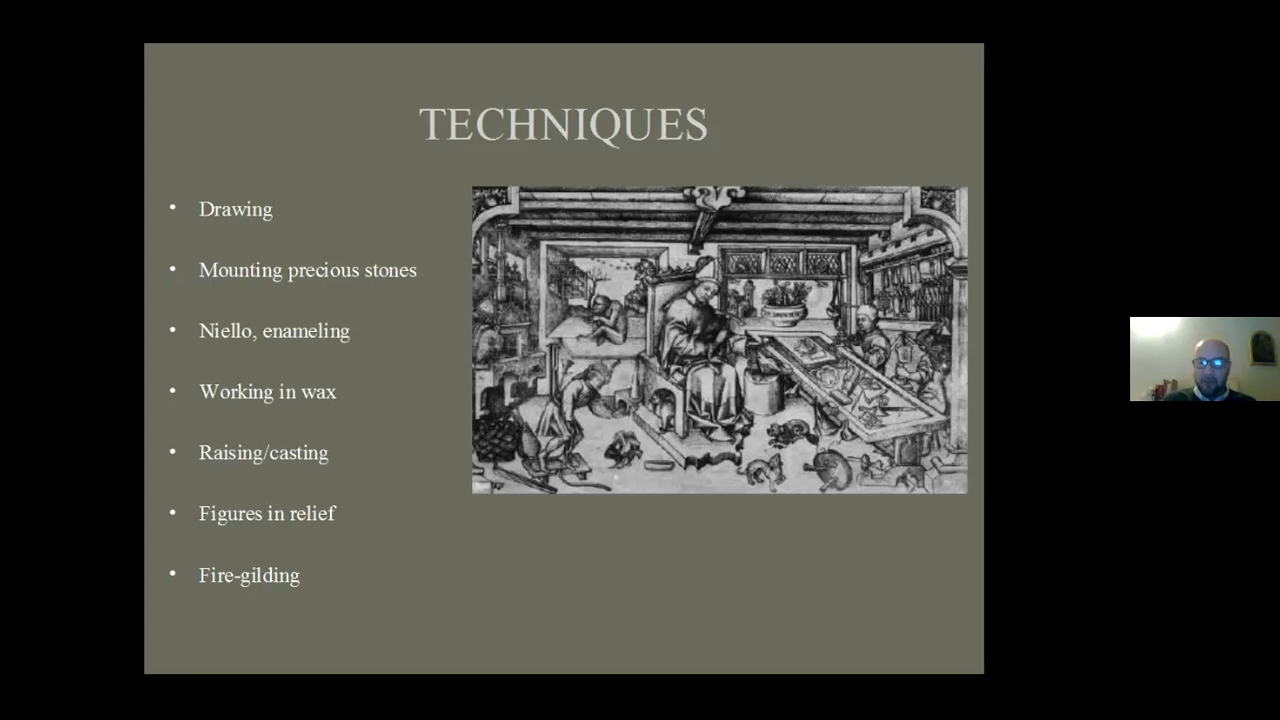 TECHNIQUES
• Drawing
• Mounting precious stones
• Niello, enameling
• Working in wax
• Raising/casting
• Figures in relief
• Fire-gilding